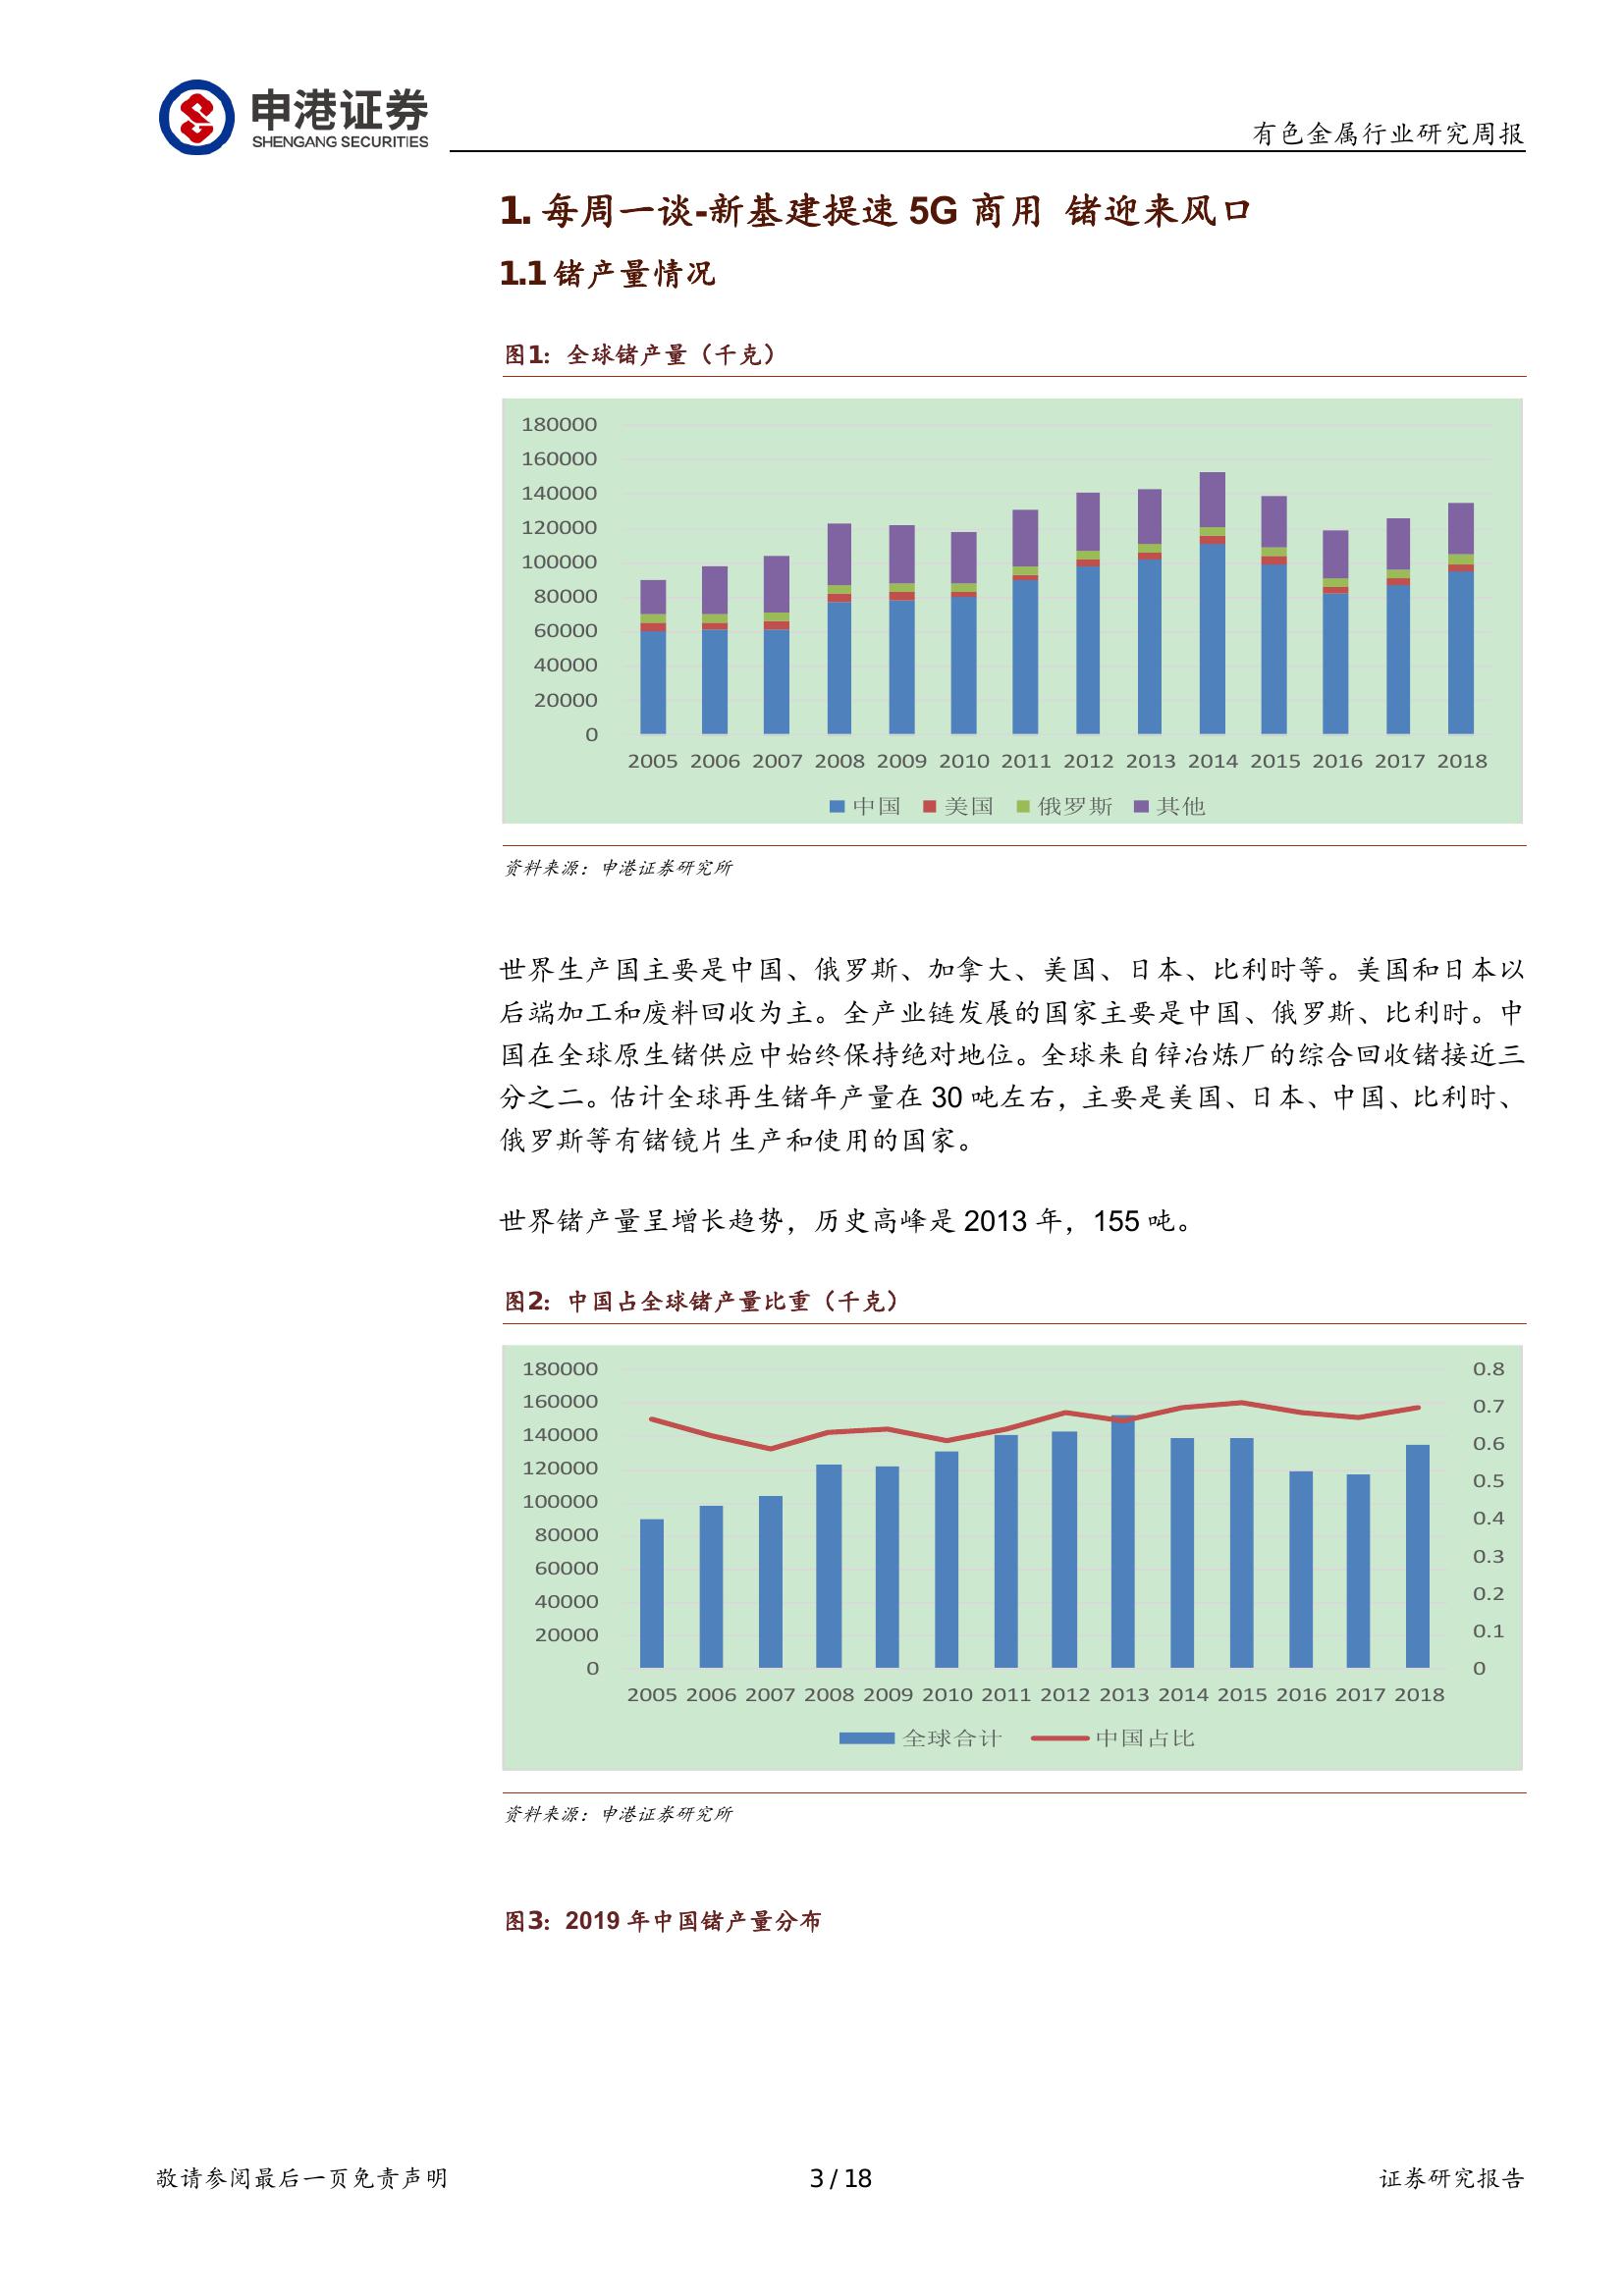 申港证券
SHENGANG SECURITIES
有色金属行业研究周报
1. 每周一谈-新基建提速 5G 商用 锗迎来风口
1.1 锗产量情况
图1: 全球锗产量（千克）
180000
160000
140000
120000
100000
80000
60000
40000
20000
0
2005 2006 2007 2008 2009 2010 2011 2012 2013 2014 2015 2016 2017 2018
中国 美国 俄罗斯 其他
资料来源：申港证券研究所
世界生产国主要是中国、俄罗斯、加拿大、美国、日本、比利时等。美国和日本以
后端加工和废料回收为主。全产业链发展的国家主要是中国、俄罗斯、比利时。中
国在全球原生锗供应中始终保持绝对地位。全球来自锌冶炼厂的综合回收锗接近三
分之二。估计全球再生锗年产量在 30 吨左右，主要是美国、日本、中国、比利时、
俄罗斯等有锗镜片生产和使用的国家。
世界锗产量呈增长趋势，历史高峰是 2013 年，155 吨。
图2: 中国占全球锗产量比重（千克）
180000
160000
140000
120000
100000
80000
60000
40000
20000
0
0.8
0.7
0.6
0.5
0.4
0.3
0.2
0.1
0
2005 2006 2007 2008 2009 2010 2011 2012 2013 2014 2015 2016 2017 2018
全球合计 中国占比
资料来源：申港证券研究所
图3: 2019 年中国锗产量分布
敬请参阅最后一页免责声明
3 / 18
证券研究报告